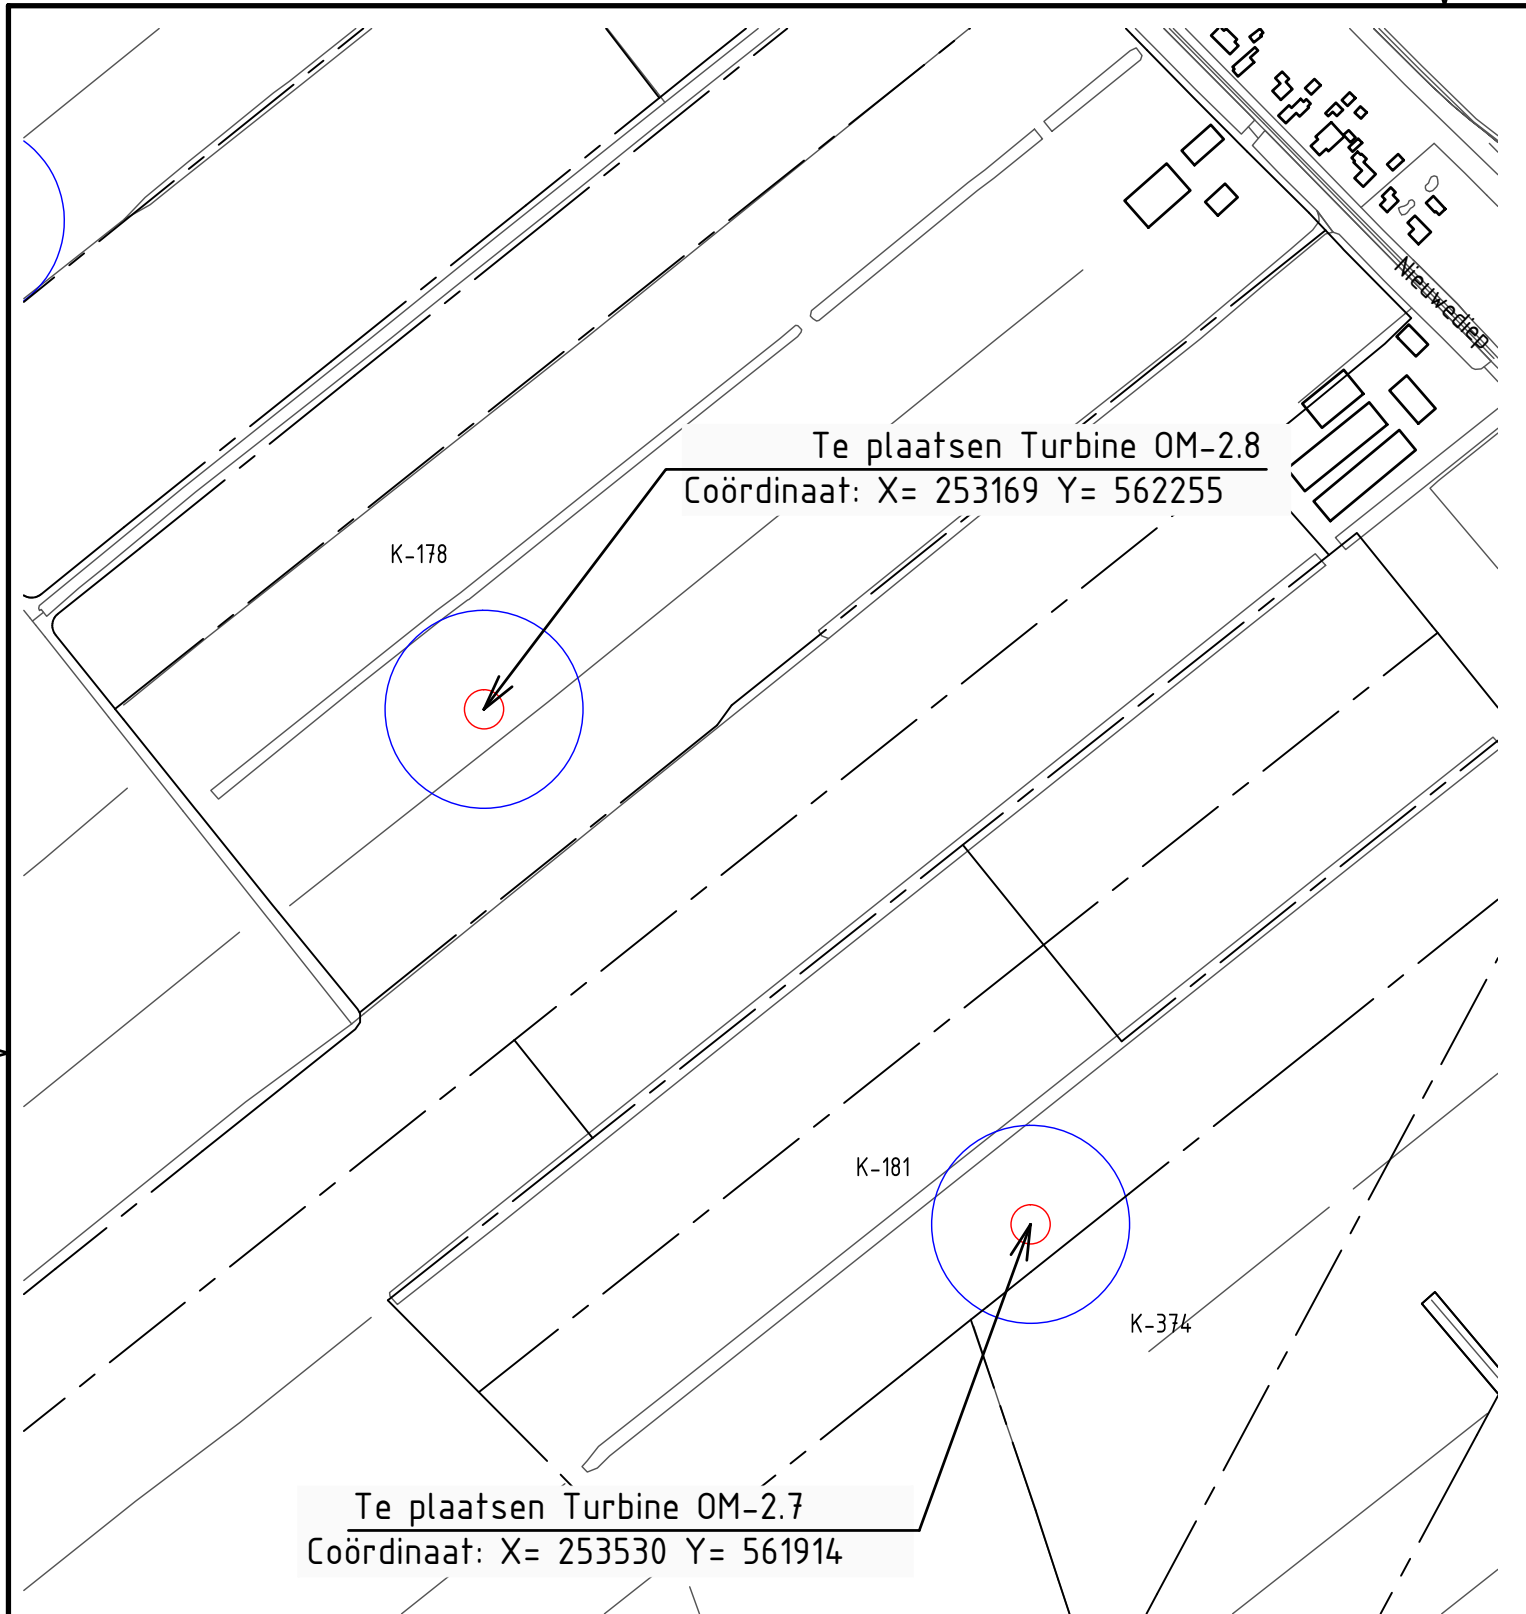 Nieuwediep
Te plaatsen Turbine OM-2.8
Coördinaat: X= 253169 Y= 562255
K-178
K-181
K-374
Te plaatsen Turbine OM-2.7
Coördinaat: X= 253530 Y= 561914